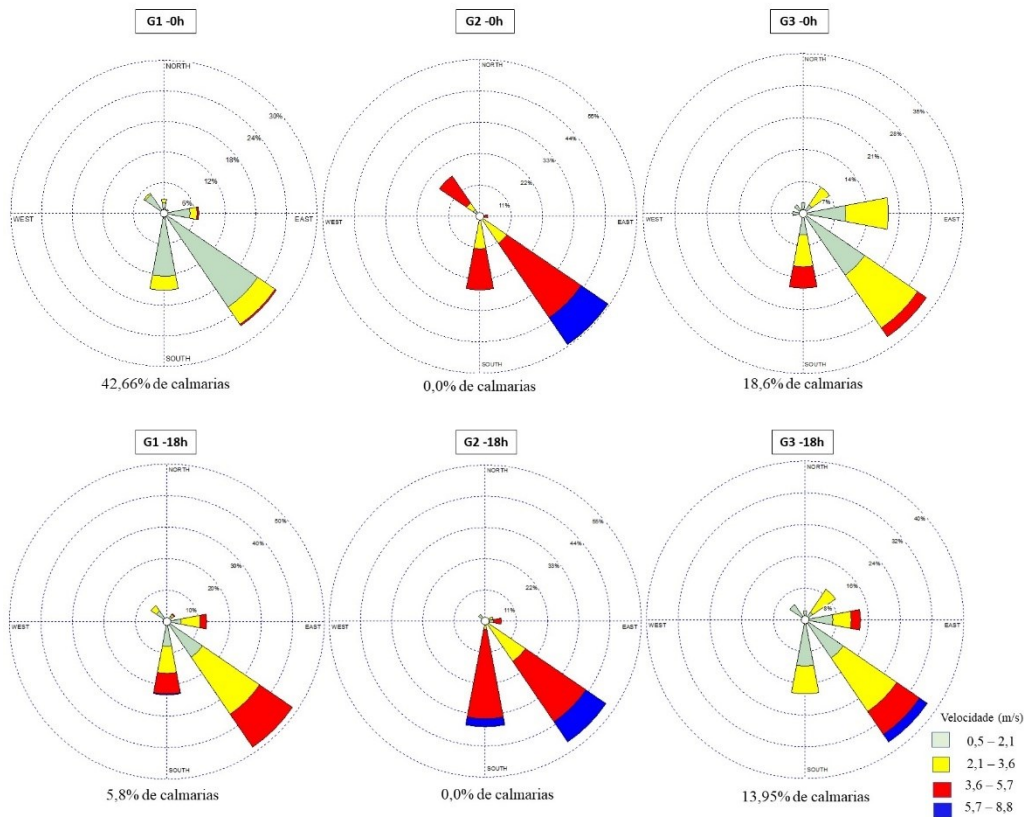 G1 -0h
G2 -0h
G3 -0h
NORTH
30%
24%
18%
12%
6%
WEST
EAST
SOUTH
42,66% de calmarias
NORTH
55%
44%
33%
22%
11%
WEST
EAST
SOUTH
0,0% de calmarias
NORTH
35%
28%
21%
14%
7%
WEST
EAST
SOUTH
18,6% de calmarias
G1 -18h
G2 -18h
G3 -18h
NORTH
50%
40%
30%
20%
10%
WEST
EAST
SOUTH
5,8% de calmarias
NORTH
55%
44%
33%
22%
11%
WEST
EAST
SOUTH
0,0% de calmarias
NORTH
40%
32%
24%
16%
8%
WEST
EAST
SOUTH
13,95% de calmarias
Velocidade (m/s)
0,5 – 2,1
2,1 – 3,6
3,6 – 5,7
5,7 – 8,8